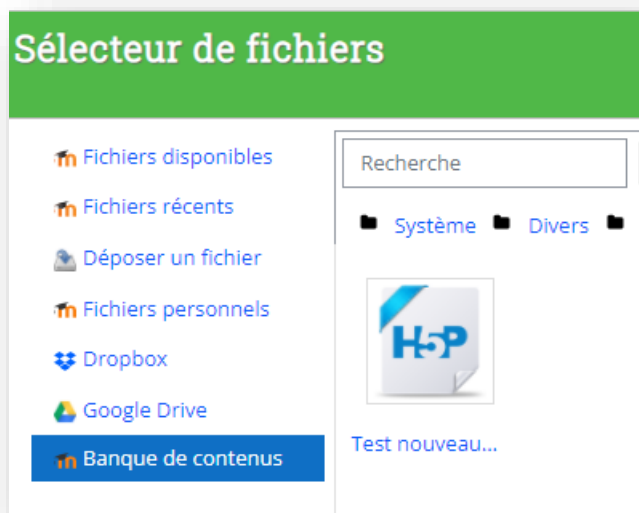 Sélecteur de fichiers
Fichiers disponibles
Fichiers récents
Déposer un fichier
Fichiers personnels
Dropbox
Google Drive
Banque de contenus
Recherche
Système Divers
H5P
Test nouveau...